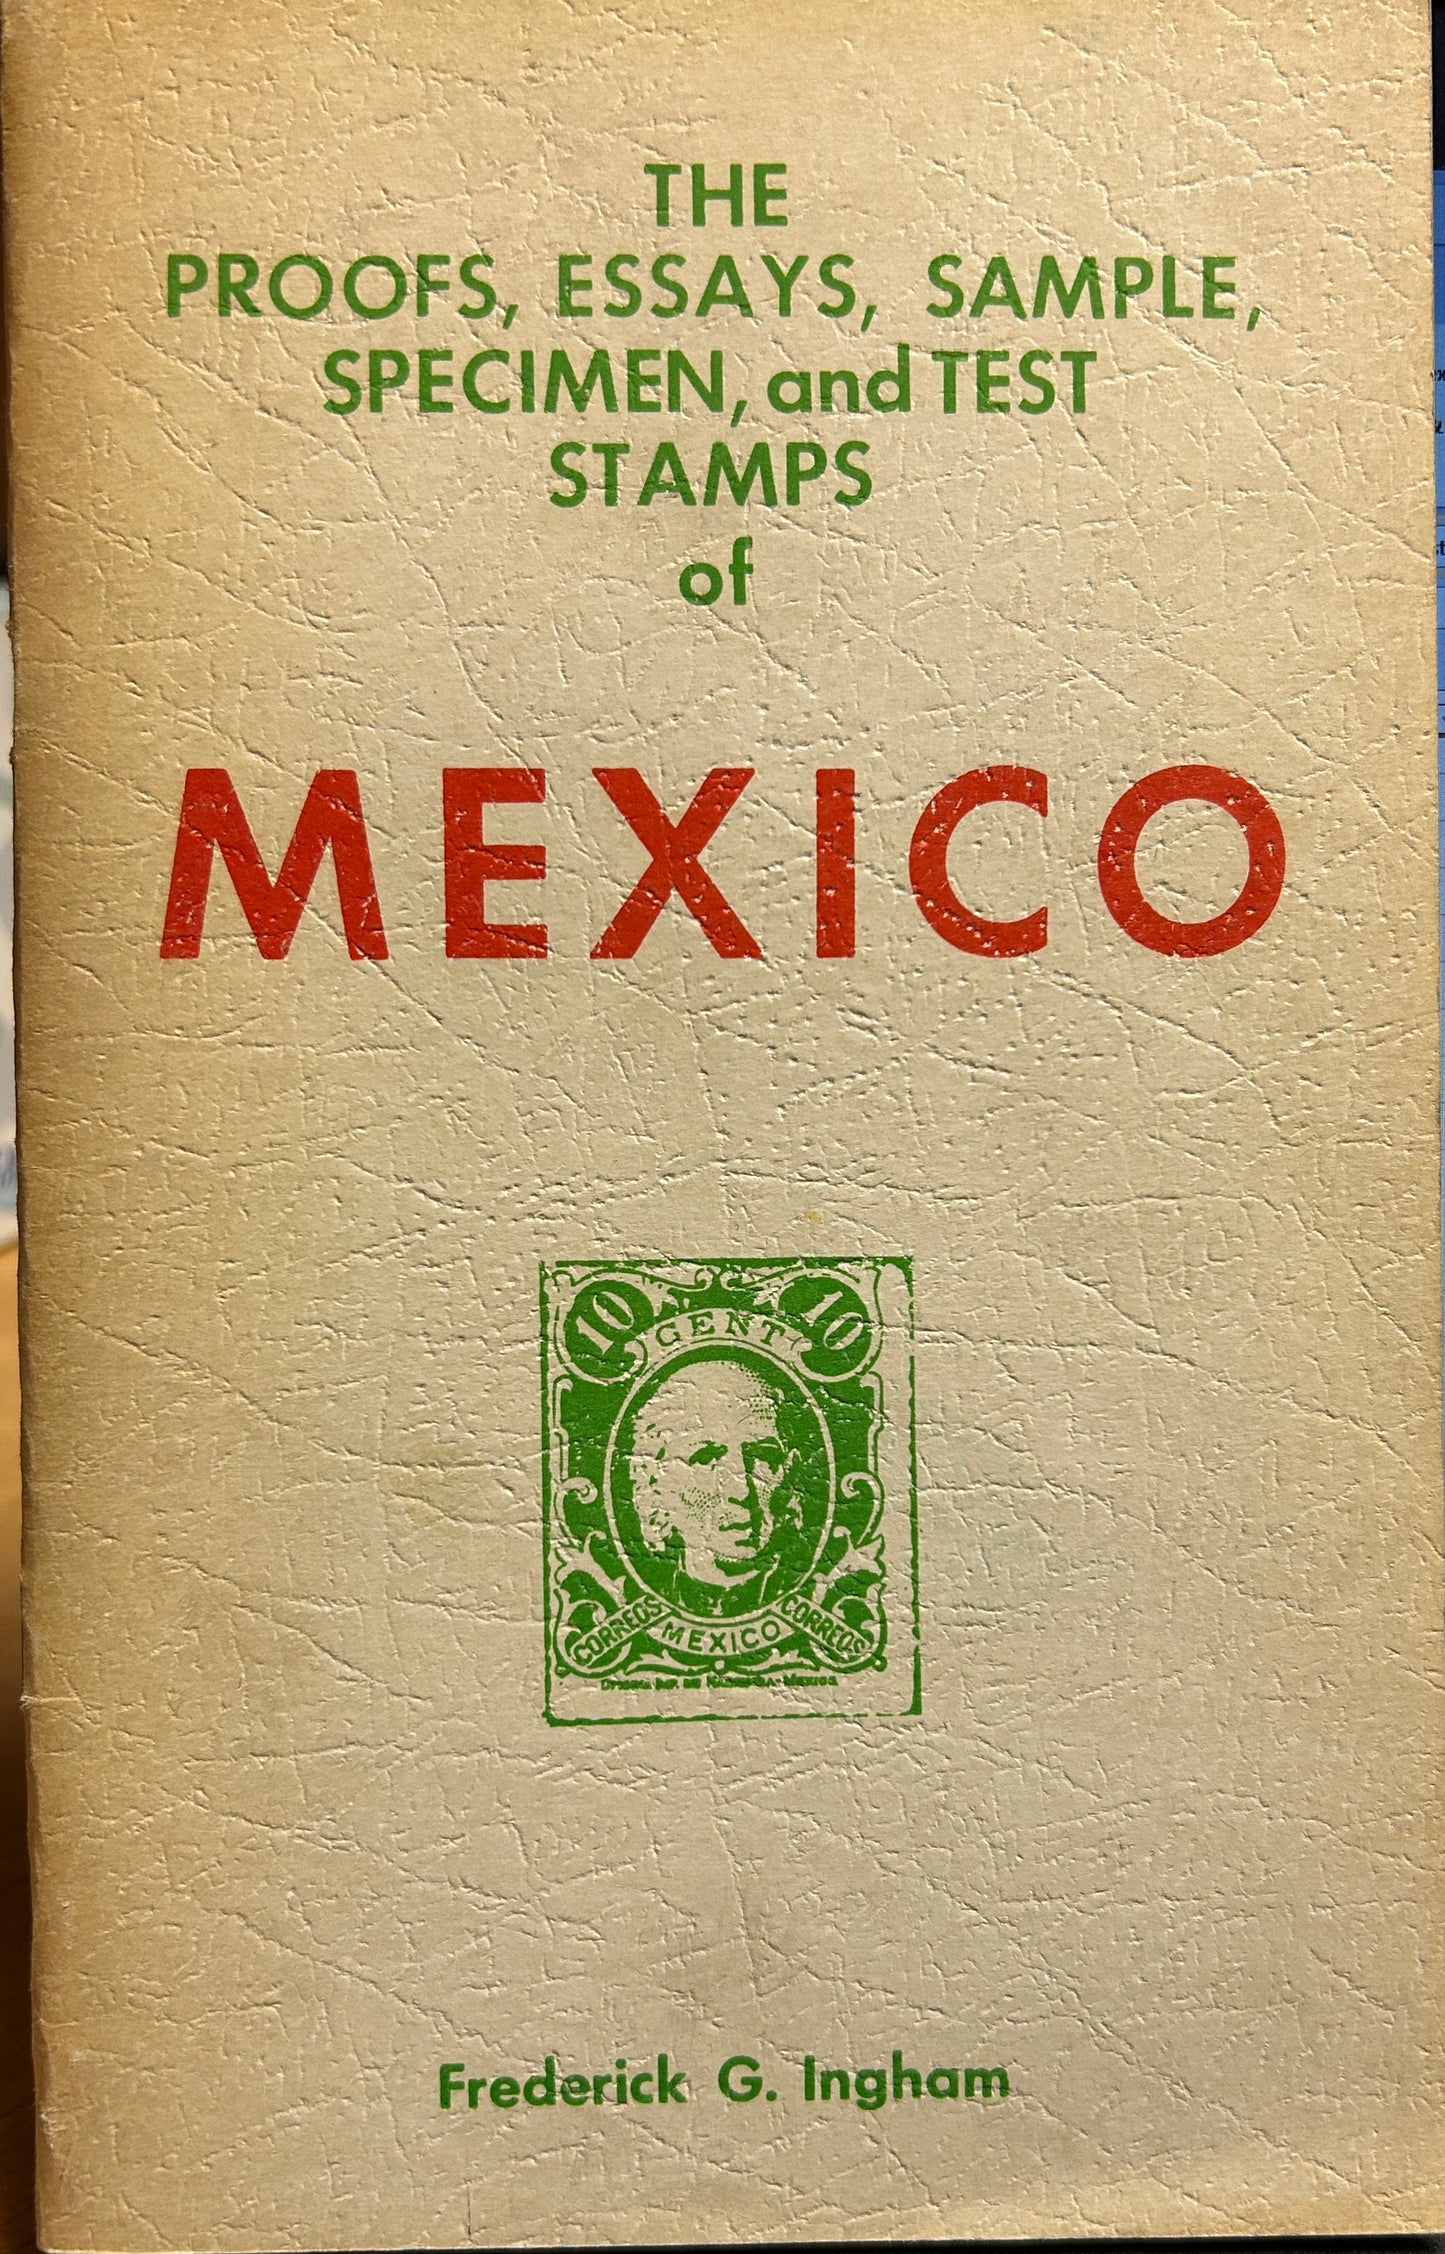 THE
PROOFS, ESSAYS, SAMPLE,
SPECIMEN, and TEST
STAMPS
of
MEXICO
10 CENT 10
CORREOS MEXICO CORREOS
Frederick G. Ingham